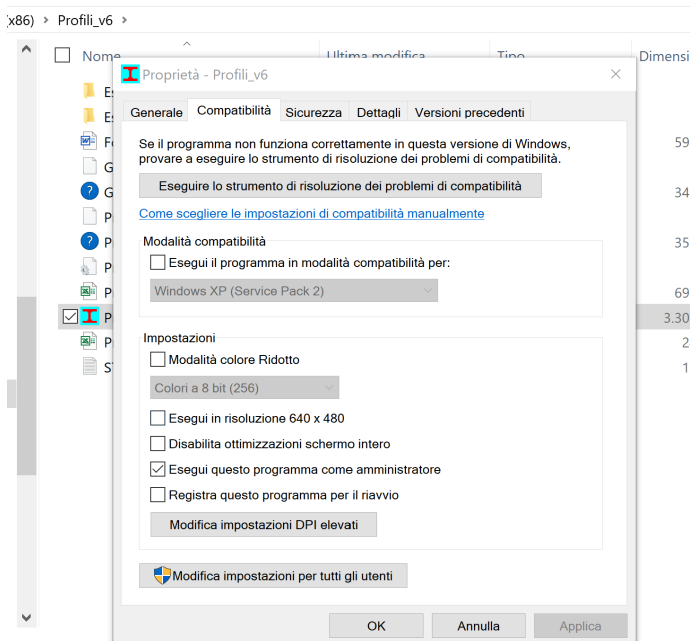 x86) > Profili_v6 >
Nome
Ultima modifica
Tipo
Dimensi
Proprietà - Profili_v6
Generale
Compatibilità
Sicurezza
Dettagli
Versioni precedenti
Se il programma non funziona correttamente in questa versione di Windows,
provare a eseguire lo strumento di risoluzione dei problemi di compatibilità.
Eseguire lo strumento di risoluzione dei problemi di compatibilità
Come scegliere le impostazioni di compatibilità manualmente
Modalità compatibilità
Esegui il programma in modalità compatibilità per:
Windows XP (Service Pack 2)
Impostazioni
Modalità colore Ridotto
Colori a 8 bit (256)
Esegui in risoluzione 640 x 480
Disabilita ottimizzazioni schermo intero
Esegui questo programma come amministratore
Registra questo programma per il riavvio
Modifica impostazioni DPI elevati
Modifica impostazioni per tutti gli utenti
OK
Annulla
Applica
59
34
35
69
3.30
2
1